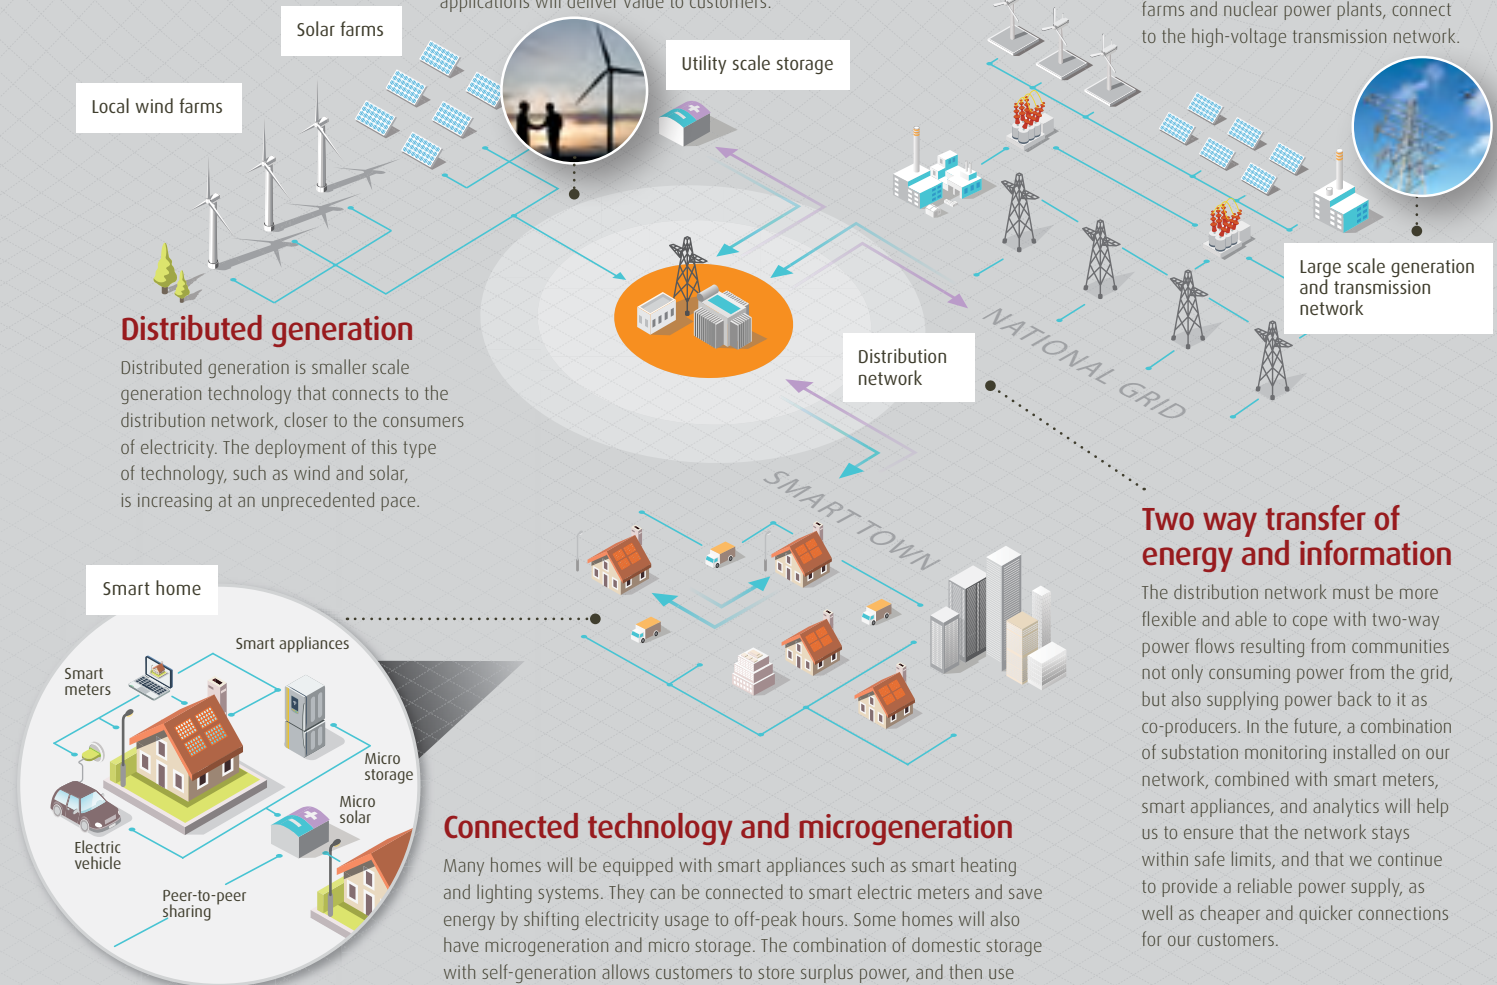 applications will deliver value to customers.
farms and nuclear power plants, connect
to the high-voltage transmission network.
Solar farms
Utility scale storage
Local wind farms
Large scale generation
and transmission
network
Distribution
network
NATIONAL GRID
Distributed generation
Distributed generation is smaller scale
generation technology that connects to the
distribution network, closer to the consumers
of electricity. The deployment of this type
of technology, such as wind and solar,
is increasing at an unprecedented pace.
SMART TOWN
Two way transfer of
energy and information
The distribution network must be more
flexible and able to cope with two-way
power flows resulting from communities
not only consuming power from the grid,
but also supplying power back to it as
co-producers. In the future, a combination
of substation monitoring installed on our
network, combined with smart meters,
smart appliances, and analytics will help
us to ensure that the network stays
within safe limits, and that we continue
to provide a reliable power supply, as
well as cheaper and quicker connections
for our customers.
Smart home
Smart appliances
Smart
meters
Micro
storage
Micro
solar
Electric
vehicle
Peer-to-peer
sharing
Connected technology and microgeneration
Many homes will be equipped with smart appliances such as smart heating
and lighting systems. They can be connected to smart electric meters and save
energy by shifting electricity usage to off-peak hours. Some homes will also
have microgeneration and micro storage. The combination of domestic storage
with self-generation allows customers to store surplus power, and then use